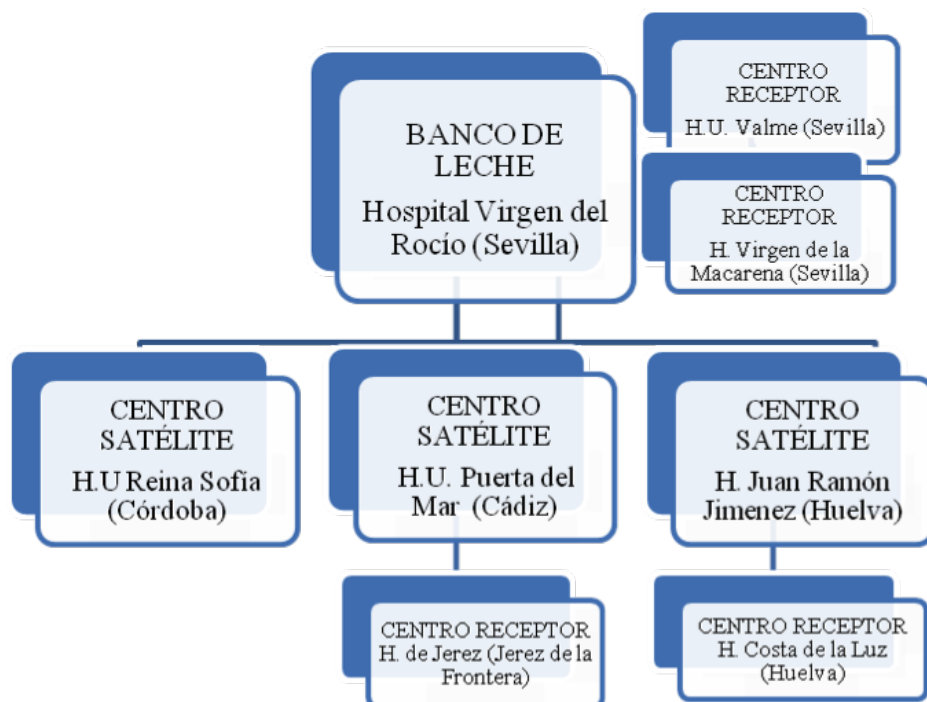 BANCO DE
LECHE
Hospital Virgen del
Rocío (Sevilla)
CENTRO
RECEPTOR
H.U. Valme (Sevilla)
CENTRO
RECEPTOR
H. Virgen de la
Macarena (Sevilla)
CENTRO
SATÉLITE
H.U Reina Sofía
(Córdoba)
CENTRO
SATÉLITE
H.U. Puerta del
Mar (Cádiz)
CENTRO
SATÉLITE
H. Juan Ramón
Jimenez (Huelva)
CENTRO RECEPTOR
H. de Jerez (Jerez de la
Frontera)
CENTRO RECEPTOR
H. Costa de la Luz
(Huelva)